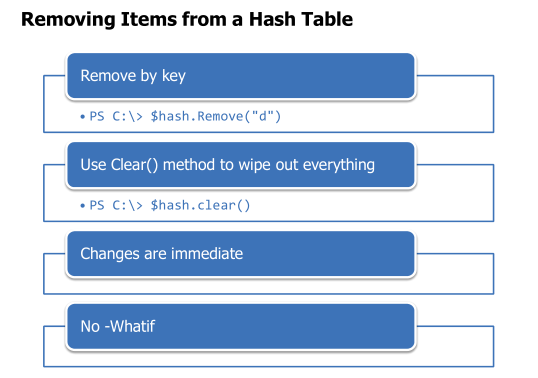 Removing Items from a Hash Table
Remove by key
• PS C:\> $hash.Remove("d")
Use Clear() method to wipe out everything
• PS C:\> $hash.clear()
Changes are immediate
No -Whatif